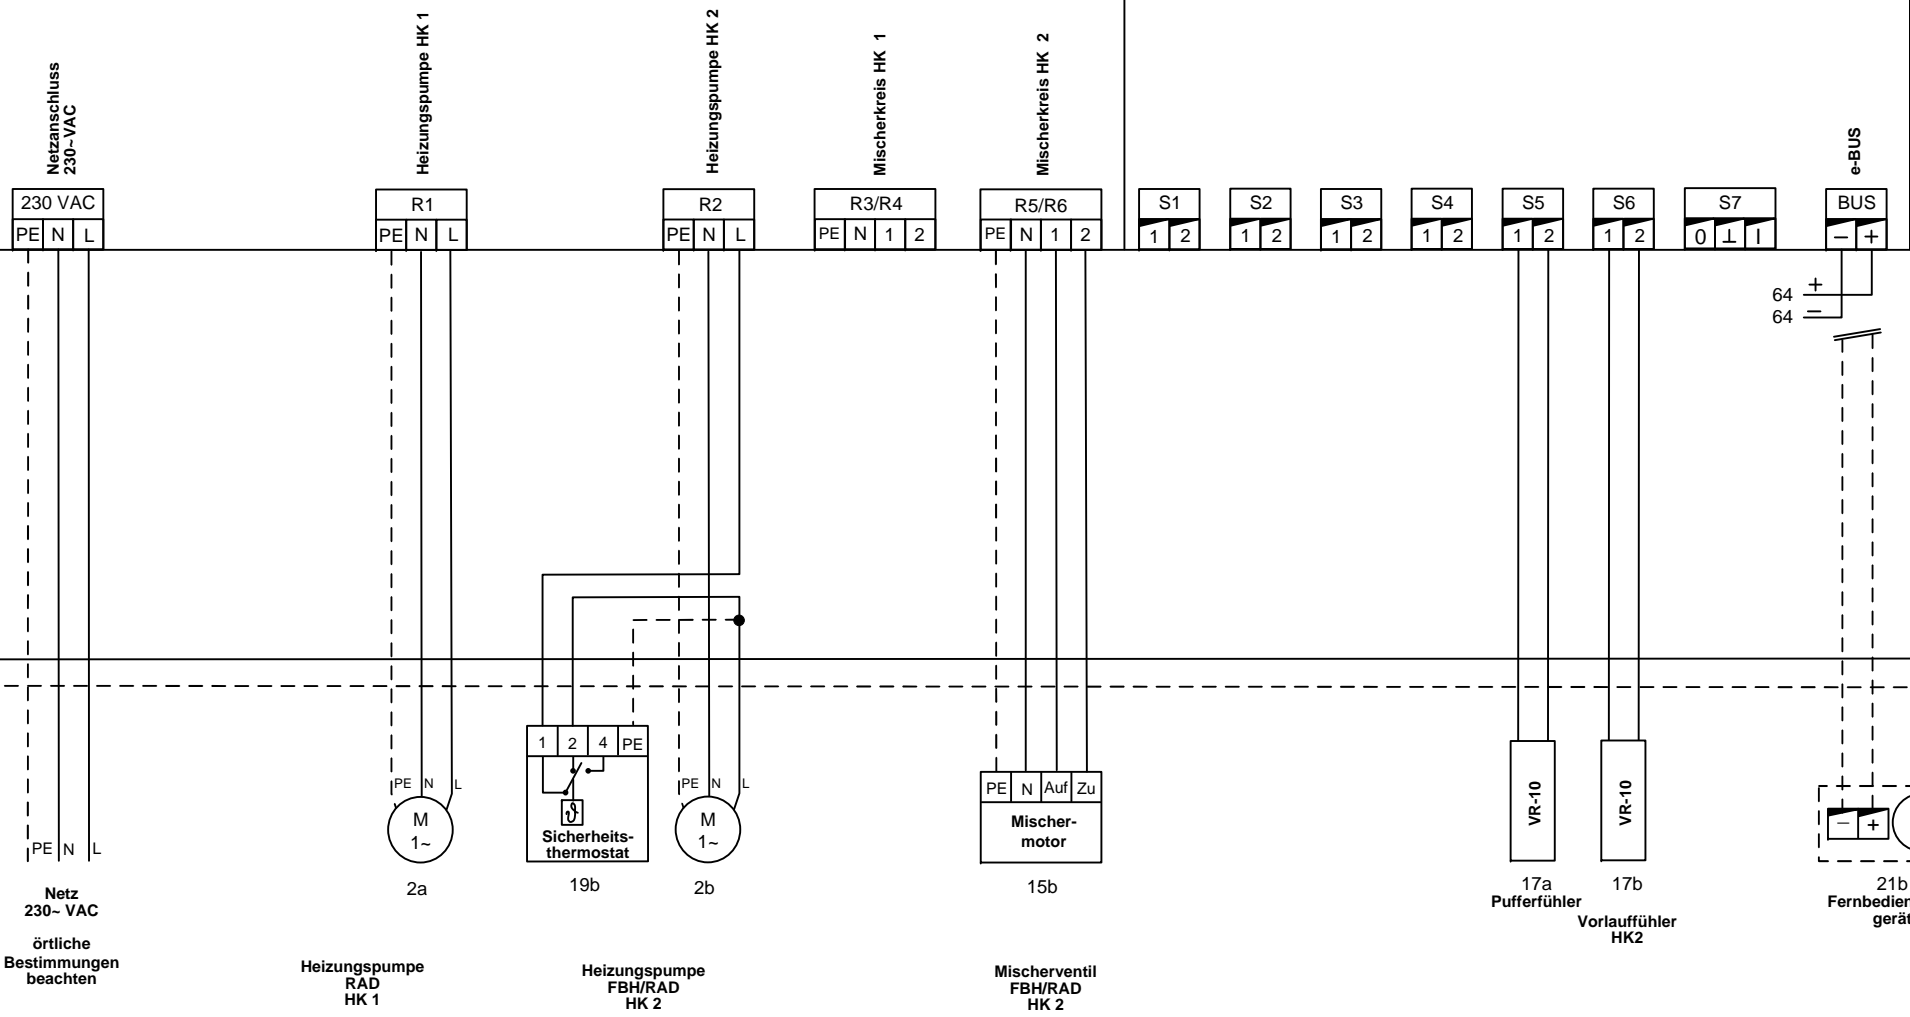 Netzanschluss
230~VAC
Heizungspumpe HK 1
Heizungspumpe HK 2
Mischerkreis HK 1
Mischerkreis HK 2
e-BUS
230 VAC
R1
R2
R3/R4
R5/R6
S1
S2
S3
S4
S5
S6
S7
BUS
PE N L
PE N L
PE N L
PE N 1 2
PE N 1 2
1 2
1 2
1 2
1 2
1 2
1 2
0 ⊥ I
− +
64 +
64 −
1 2 4 PE
PE N L
PE N L
PE N Auf Zu
M
1~
ϑ
Sicherheits-
thermostat
M
1~
Mischer-
motor
VR-10
VR-10
− +
PE N L
2a
19b
2b
15b
17a
Pufferfühler
17b
Vorlauffühler
HK2
21b
Fernbedien
gerät
Netz
230~ VAC
örtliche
Bestimmungen
beachten
Heizungspumpe
RAD
HK 1
Heizungspumpe
FBH/RAD
HK 2
Mischerventil
FBH/RAD
HK 2